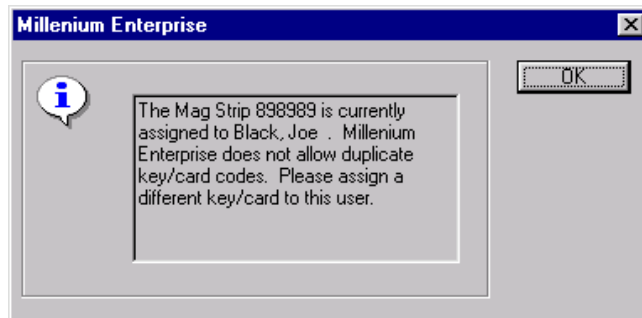 Millenium Enterprise
OK
The Mag Strip 898989 is currently
assigned to Black, Joe . Millenium
Enterprise does not allow duplicate
key/card codes. Please assign a
different key/card to this user.